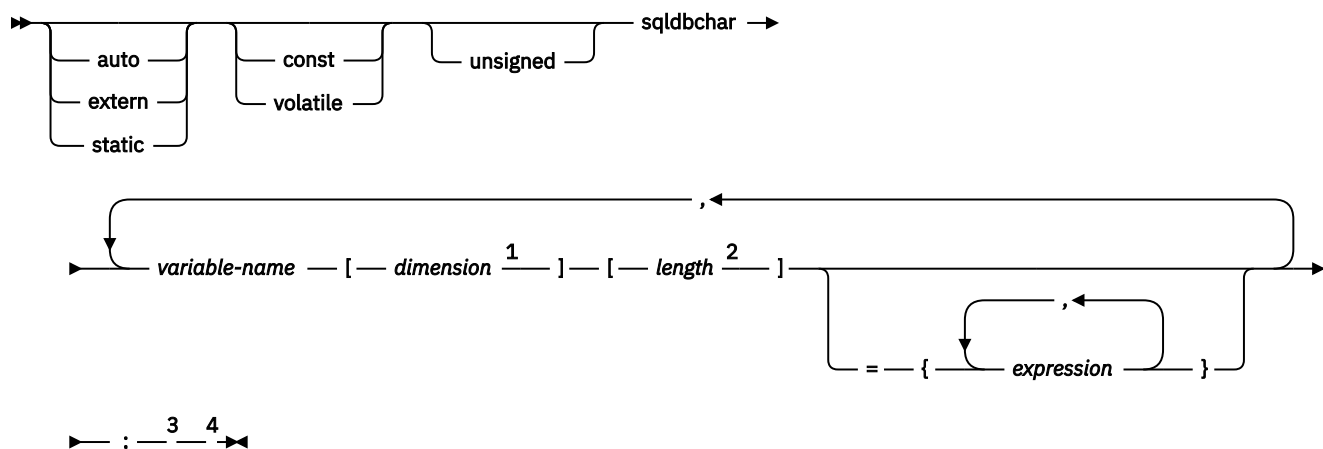 sqldbchar
auto const unsigned
extern volatile
static
,
variable-name [ dimension 1 ] [ length 2 ]
,
= { expression }
: 3 4